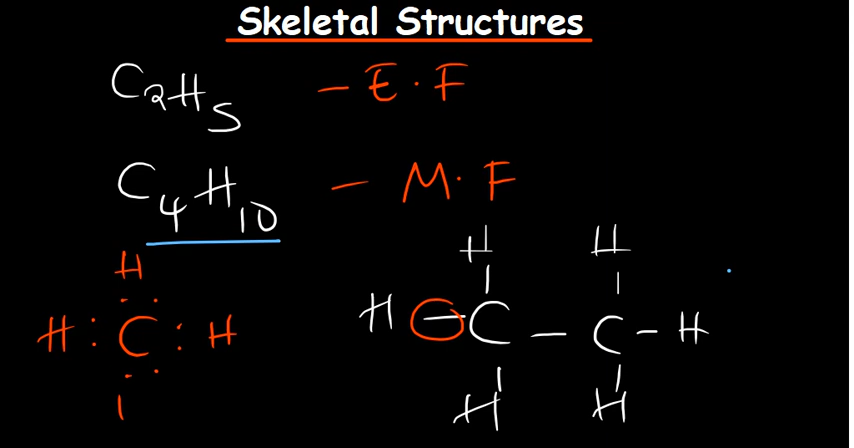 Skeletal Structures
C2H5 - E.F
C4H10 - M.F
H H H
H : C : H H - C - C - H
H H